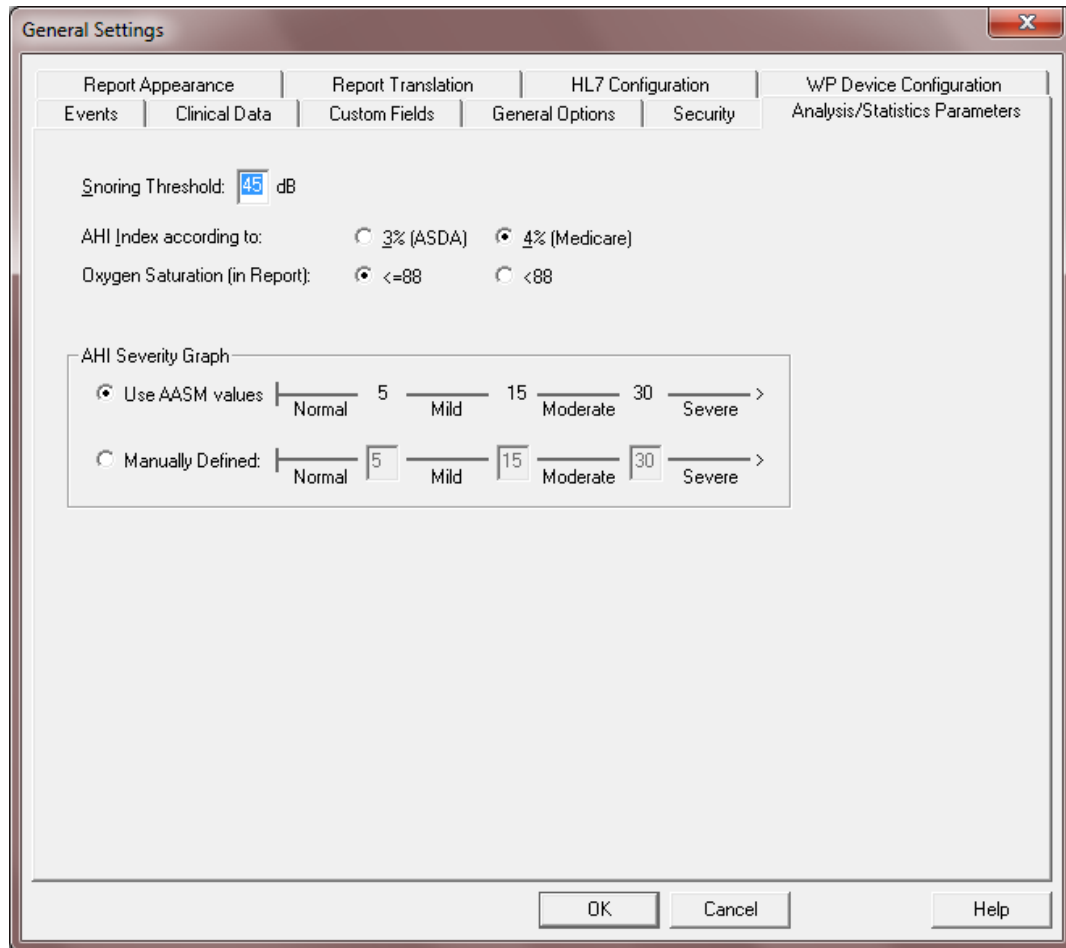 General Settings
Report Appearance Report Translation HL7 Configuration WP Device Configuration
Events Clinical Data Custom Fields General Options Security Analysis/Statistics Parameters
Snoring Threshold: 45 dB
AHI Index according to: 3% (ASDA) 4% (Medicare)
Oxygen Saturation (in Report): <=88 <88
AHI Severity Graph
Use AASM values 5 15 30 >
Normal Mild Moderate Severe
Manually Defined: 5 15 30 >
Normal Mild Moderate Severe
OK Cancel Help